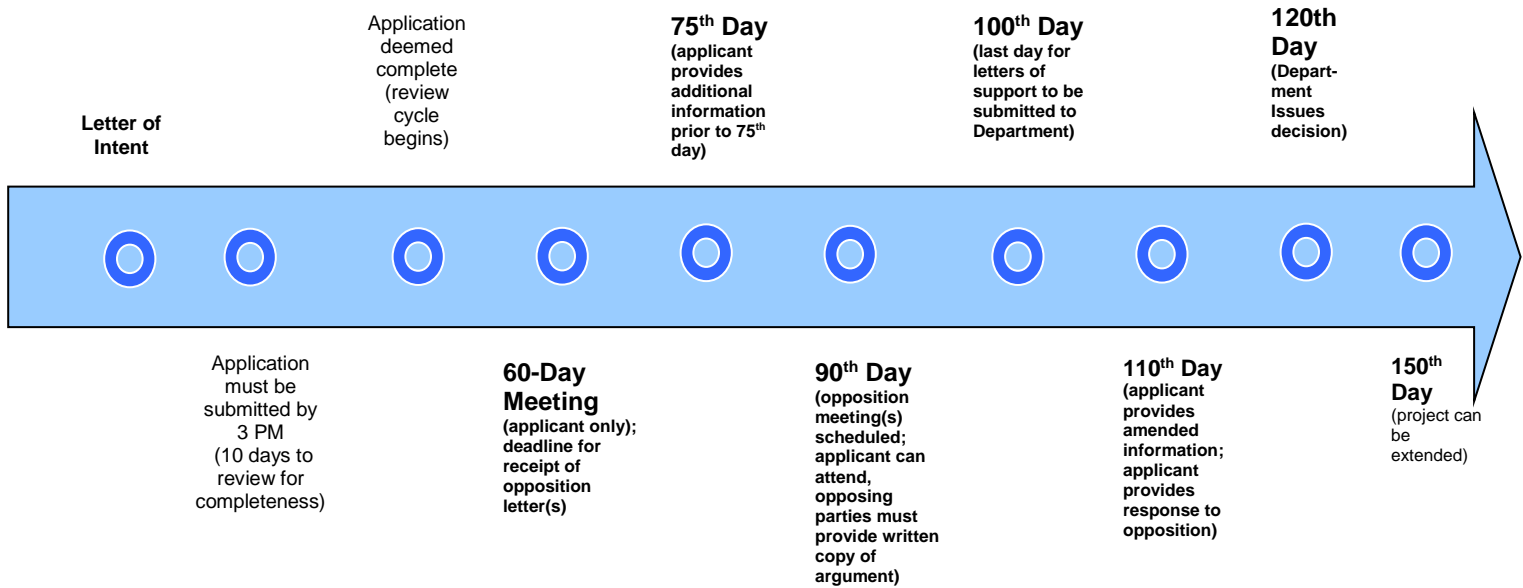 Letter of
Intent
Application
must be
submitted by
3 PM
(10 days to
review for
completeness)
Application
deemed
complete
(review
cycle
begins)
60-Day
Meeting
(applicant only);
deadline for
receipt of
opposition
letter(s)
75th Day
(applicant
provides
additional
information
prior to 75th
day)
90th Day
(opposition
meeting(s)
scheduled;
applicant can
attend,
opposing
parties must
provide written
copy of
argument)
100th Day
(last day for
letters of
support to be
submitted to
Department)
110th Day
(applicant
provides
amended
information;
applicant
provides
response to
opposition)
120th
Day
(Depart-
ment
Issues
decision)
150th
Day
(project can
be
extended)